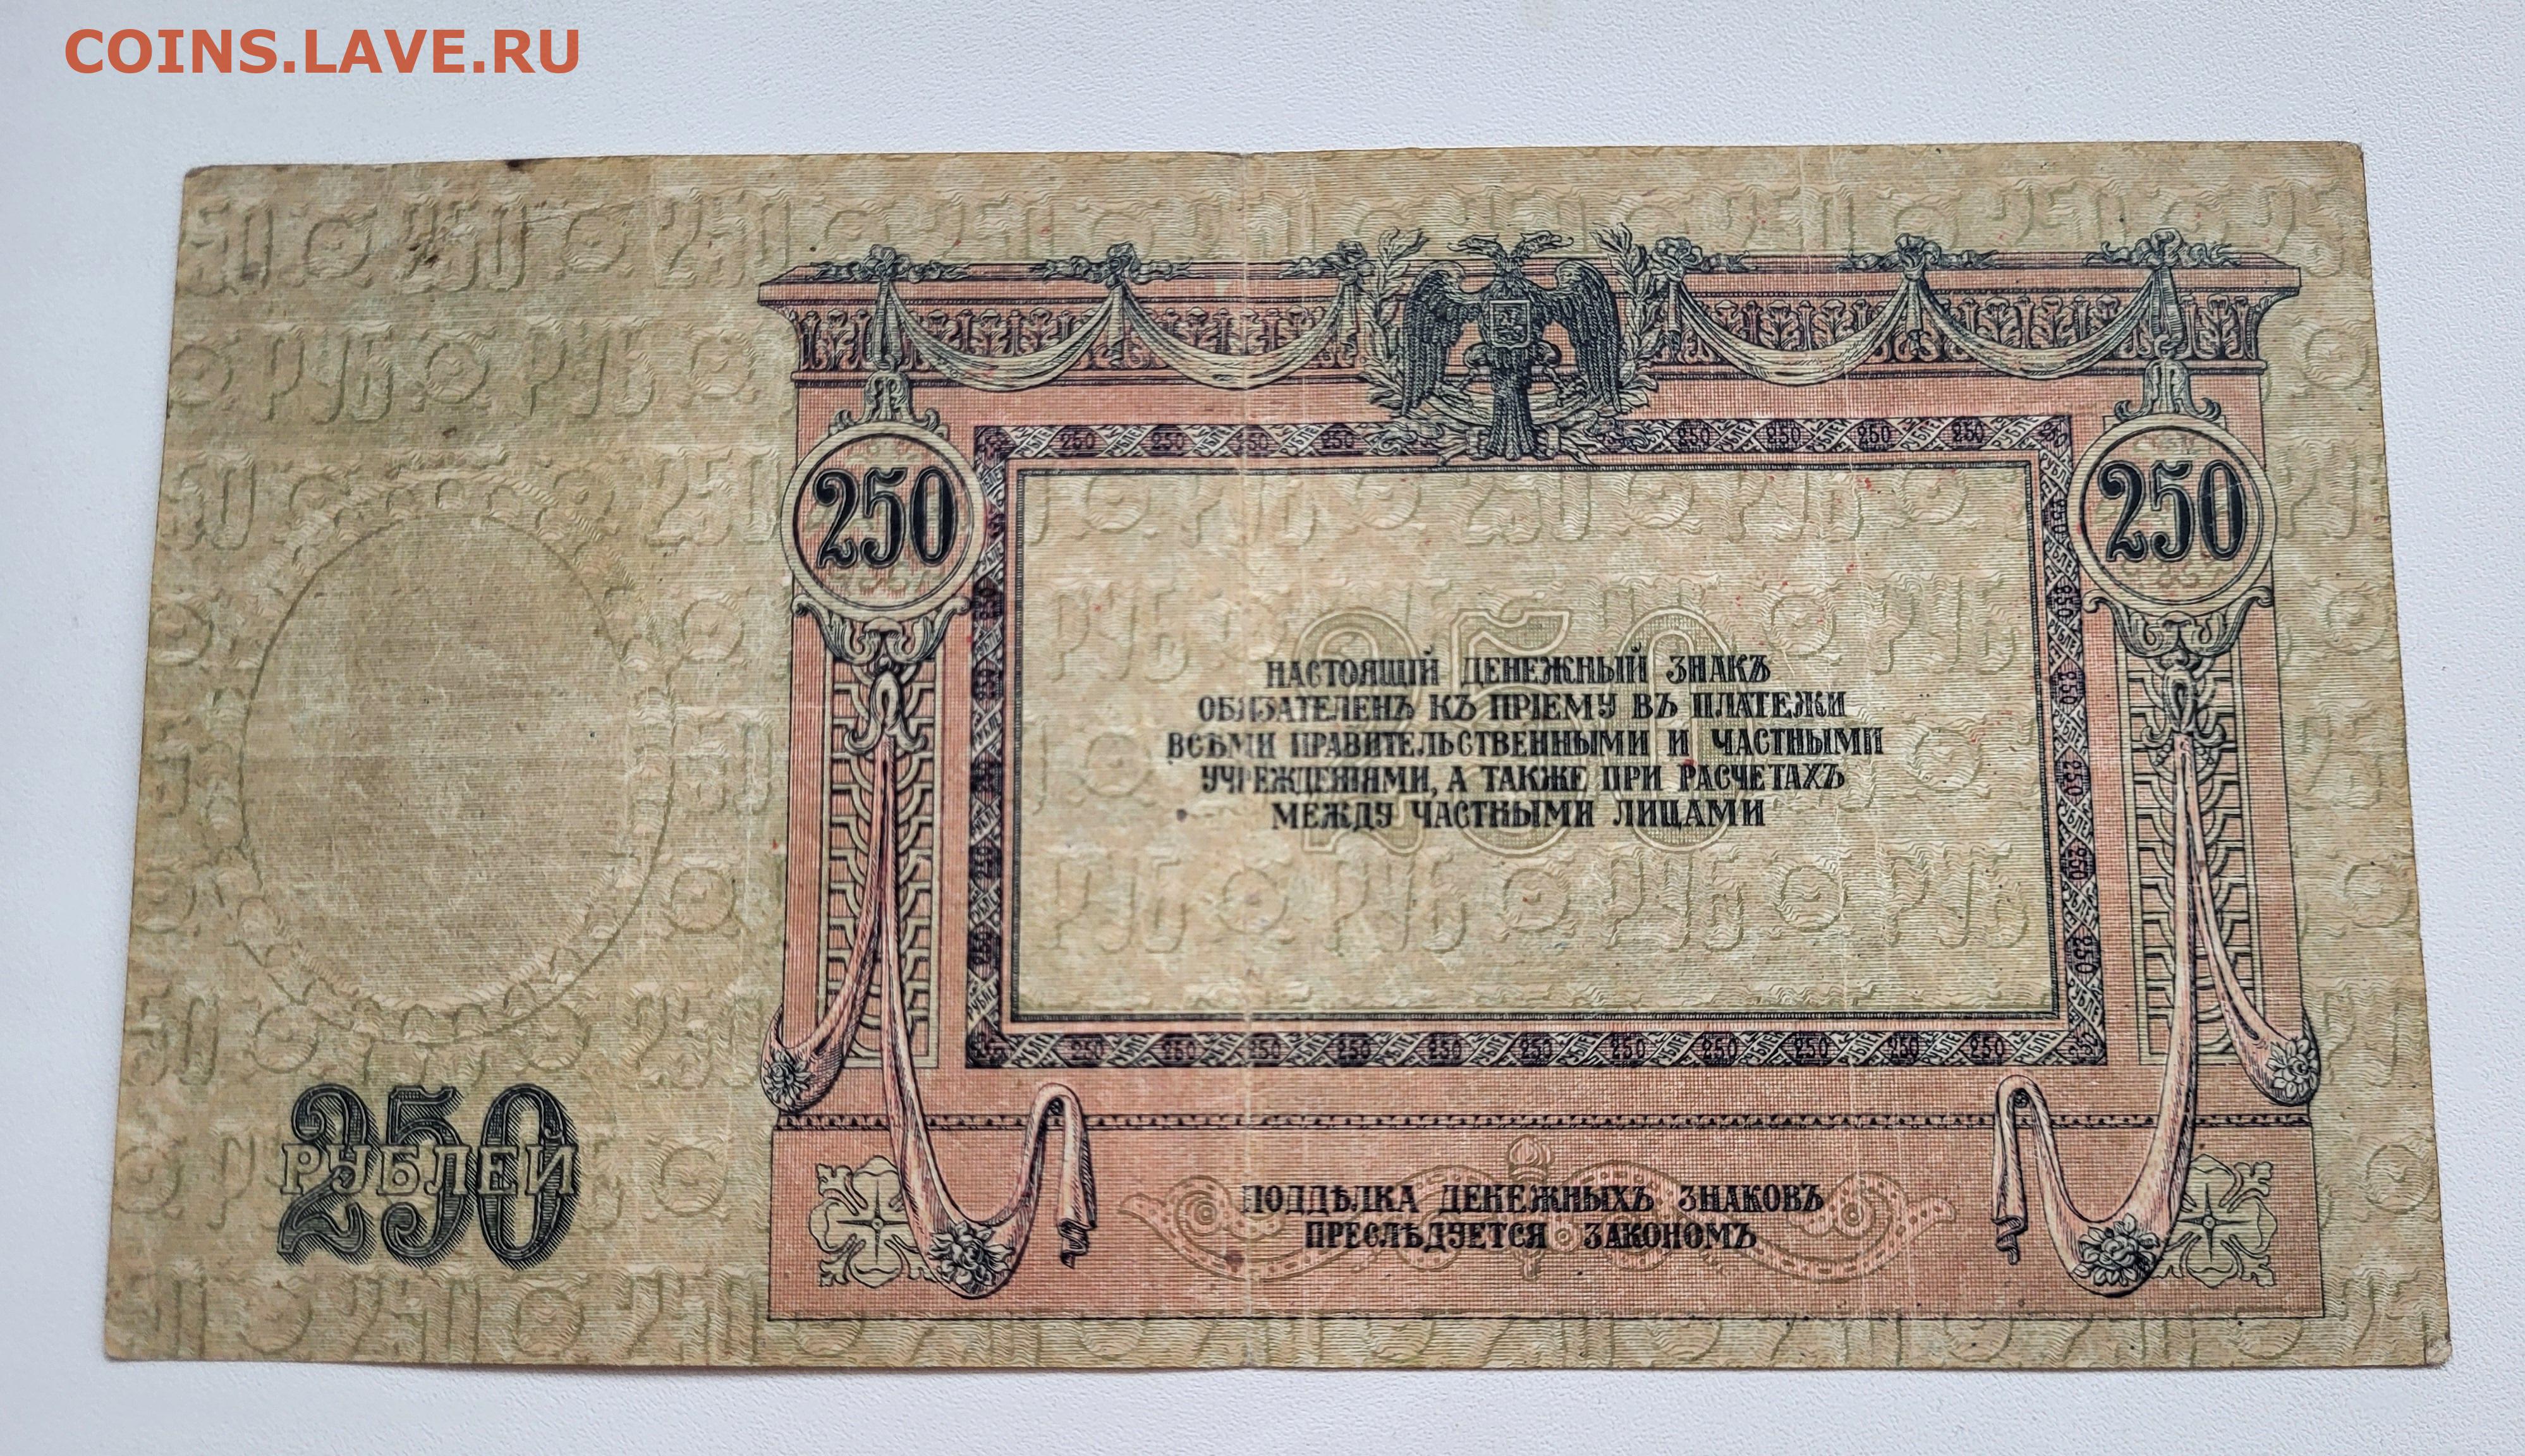 COINS.LAVE.RU
250
250
НАСТОЯЩІЙ ДЕНЕЖНЫЙ ЗНАКЪ
ОБЯЗАТЕЛЕНЪ КЪ ПРІЕМУ ВЪ ПЛАТЕЖИ
ВСѢМИ ПРАВИТЕЛЬСТВЕННЫМИ И ЧАСТНЫМИ
УЧРЕЖДЕНІЯМИ, А ТАКЖЕ ПРИ РАСЧЕТАХЪ
МЕЖДУ ЧАСТНЫМИ ЛИЦАМИ
250
250
РУБЛЕЙ
ПОДДѢЛКА ДЕНЕЖНЫХЪ ЗНАКОВЪ
ПРЕСЛѢДУЕТСЯ ЗАКОНОМЪ